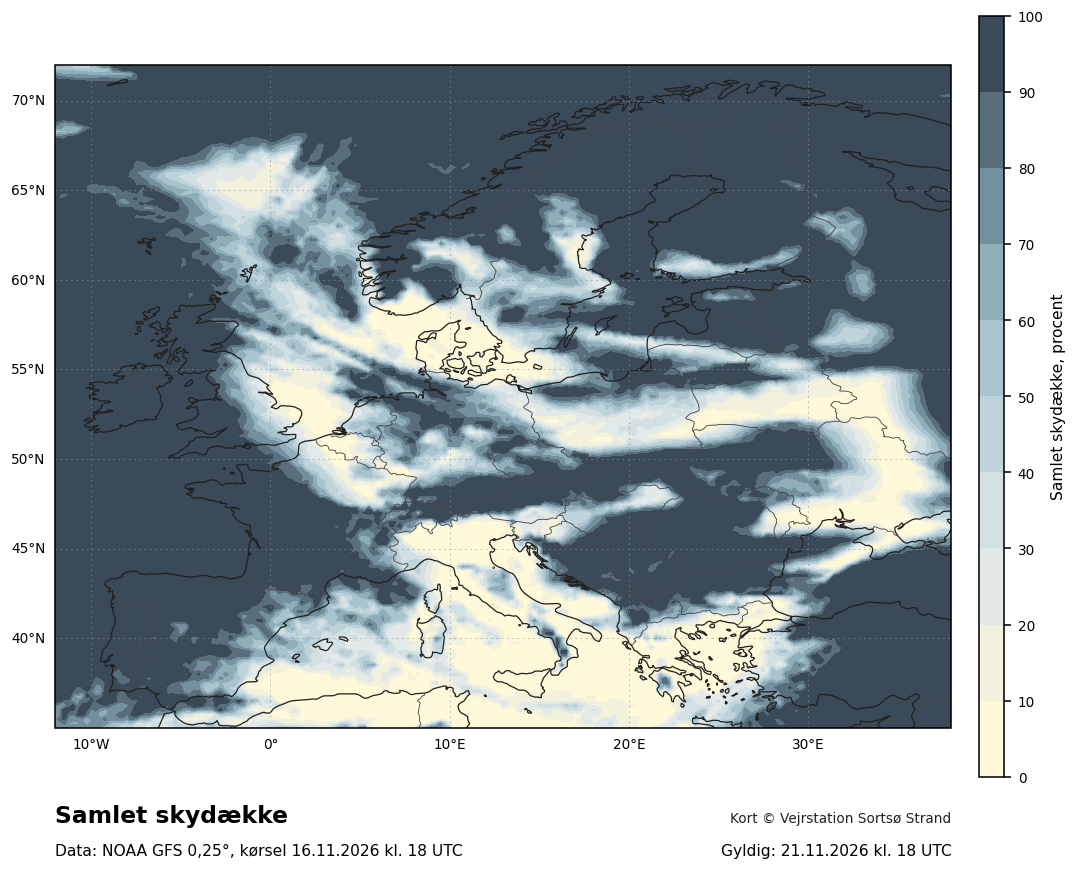 100
90
80
70
60
50
40
30
20
10
0
Samlet skydække, procent
70°N
65°N
60°N
55°N
50°N
45°N
40°N
10°W
0°
10°E
20°E
30°E
Samlet skydække
Kort © Vejrstation Sortsø Strand
Data: NOAA GFS 0,25°, kørsel 16.11.2026 kl. 18 UTC
Gyldig: 21.11.2026 kl. 18 UTC